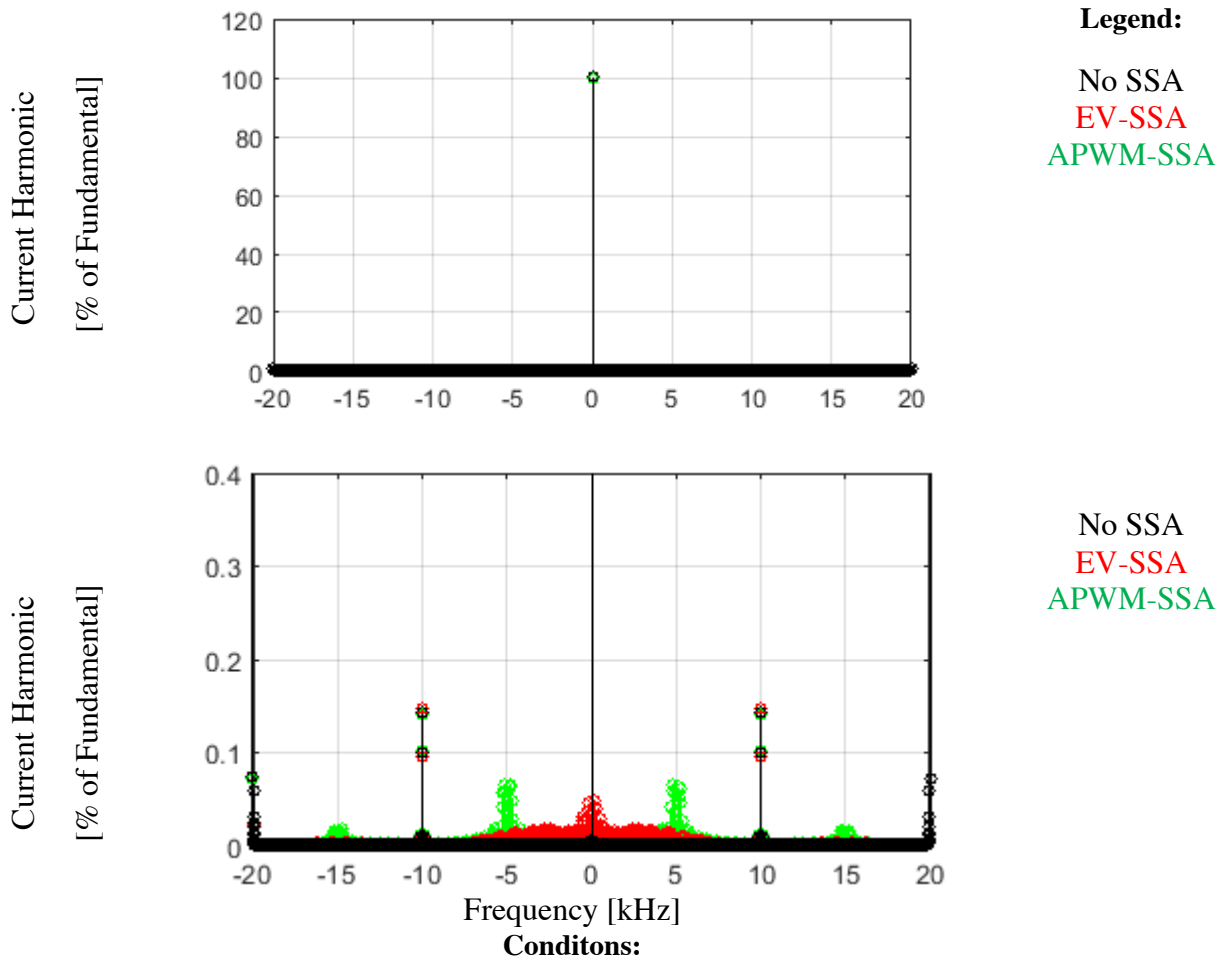 Legend:
No SSA
EV-SSA
APWM-SSA
Current Harmonic
[% of Fundamental]
120
100
80
60
40
20
0
-20 -15 -10 -5 0 5 10 15 20
No SSA
EV-SSA
APWM-SSA
Current Harmonic
[% of Fundamental]
0.4
0.3
0.2
0.1
0
-20 -15 -10 -5 0 5 10 15 20
Frequency [kHz]
Conditons: